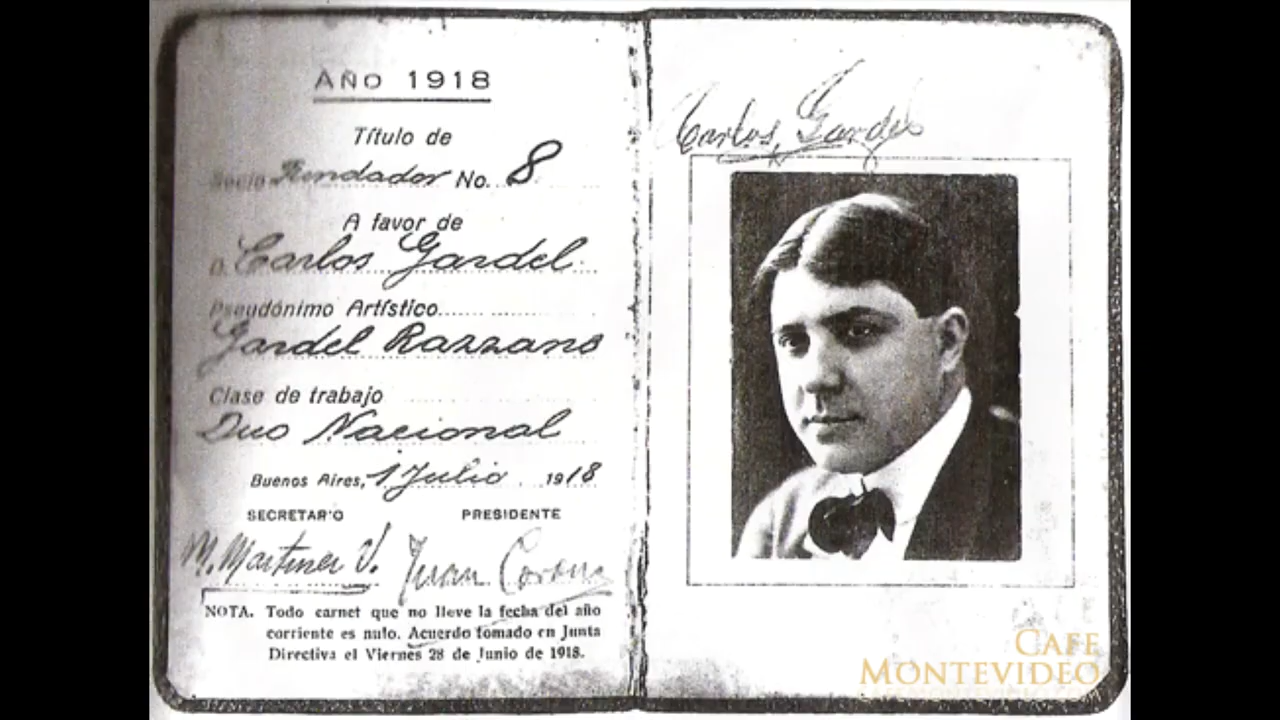 AÑO 1918
Título de
Socio Fundador No. 8
A favor de
D. Carlos Gardel
Pseudónimo Artístico
Gardel Razzano
Clase de trabajo
Duo Nacional
Buenos Aires, 1 Julio 1918
SECRETARIO PRESIDENTE
M. Martinez V. Juan
NOTA. Todo carnet que no lleve la fecha del año
corriente es nulo. Acuerdo tomado en Junta
Directiva el Viernes 28 de Junio de 1918.
Carlos Gardel
CAFE
MONTEVIDEO